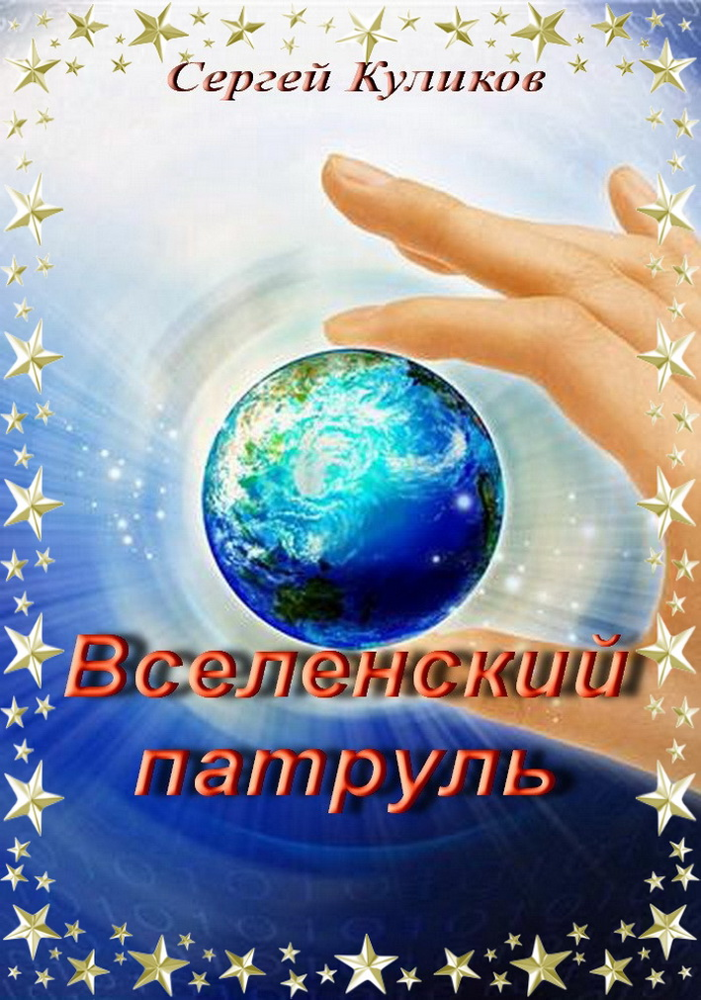 Сергей Куликов
Вселенский
патруль